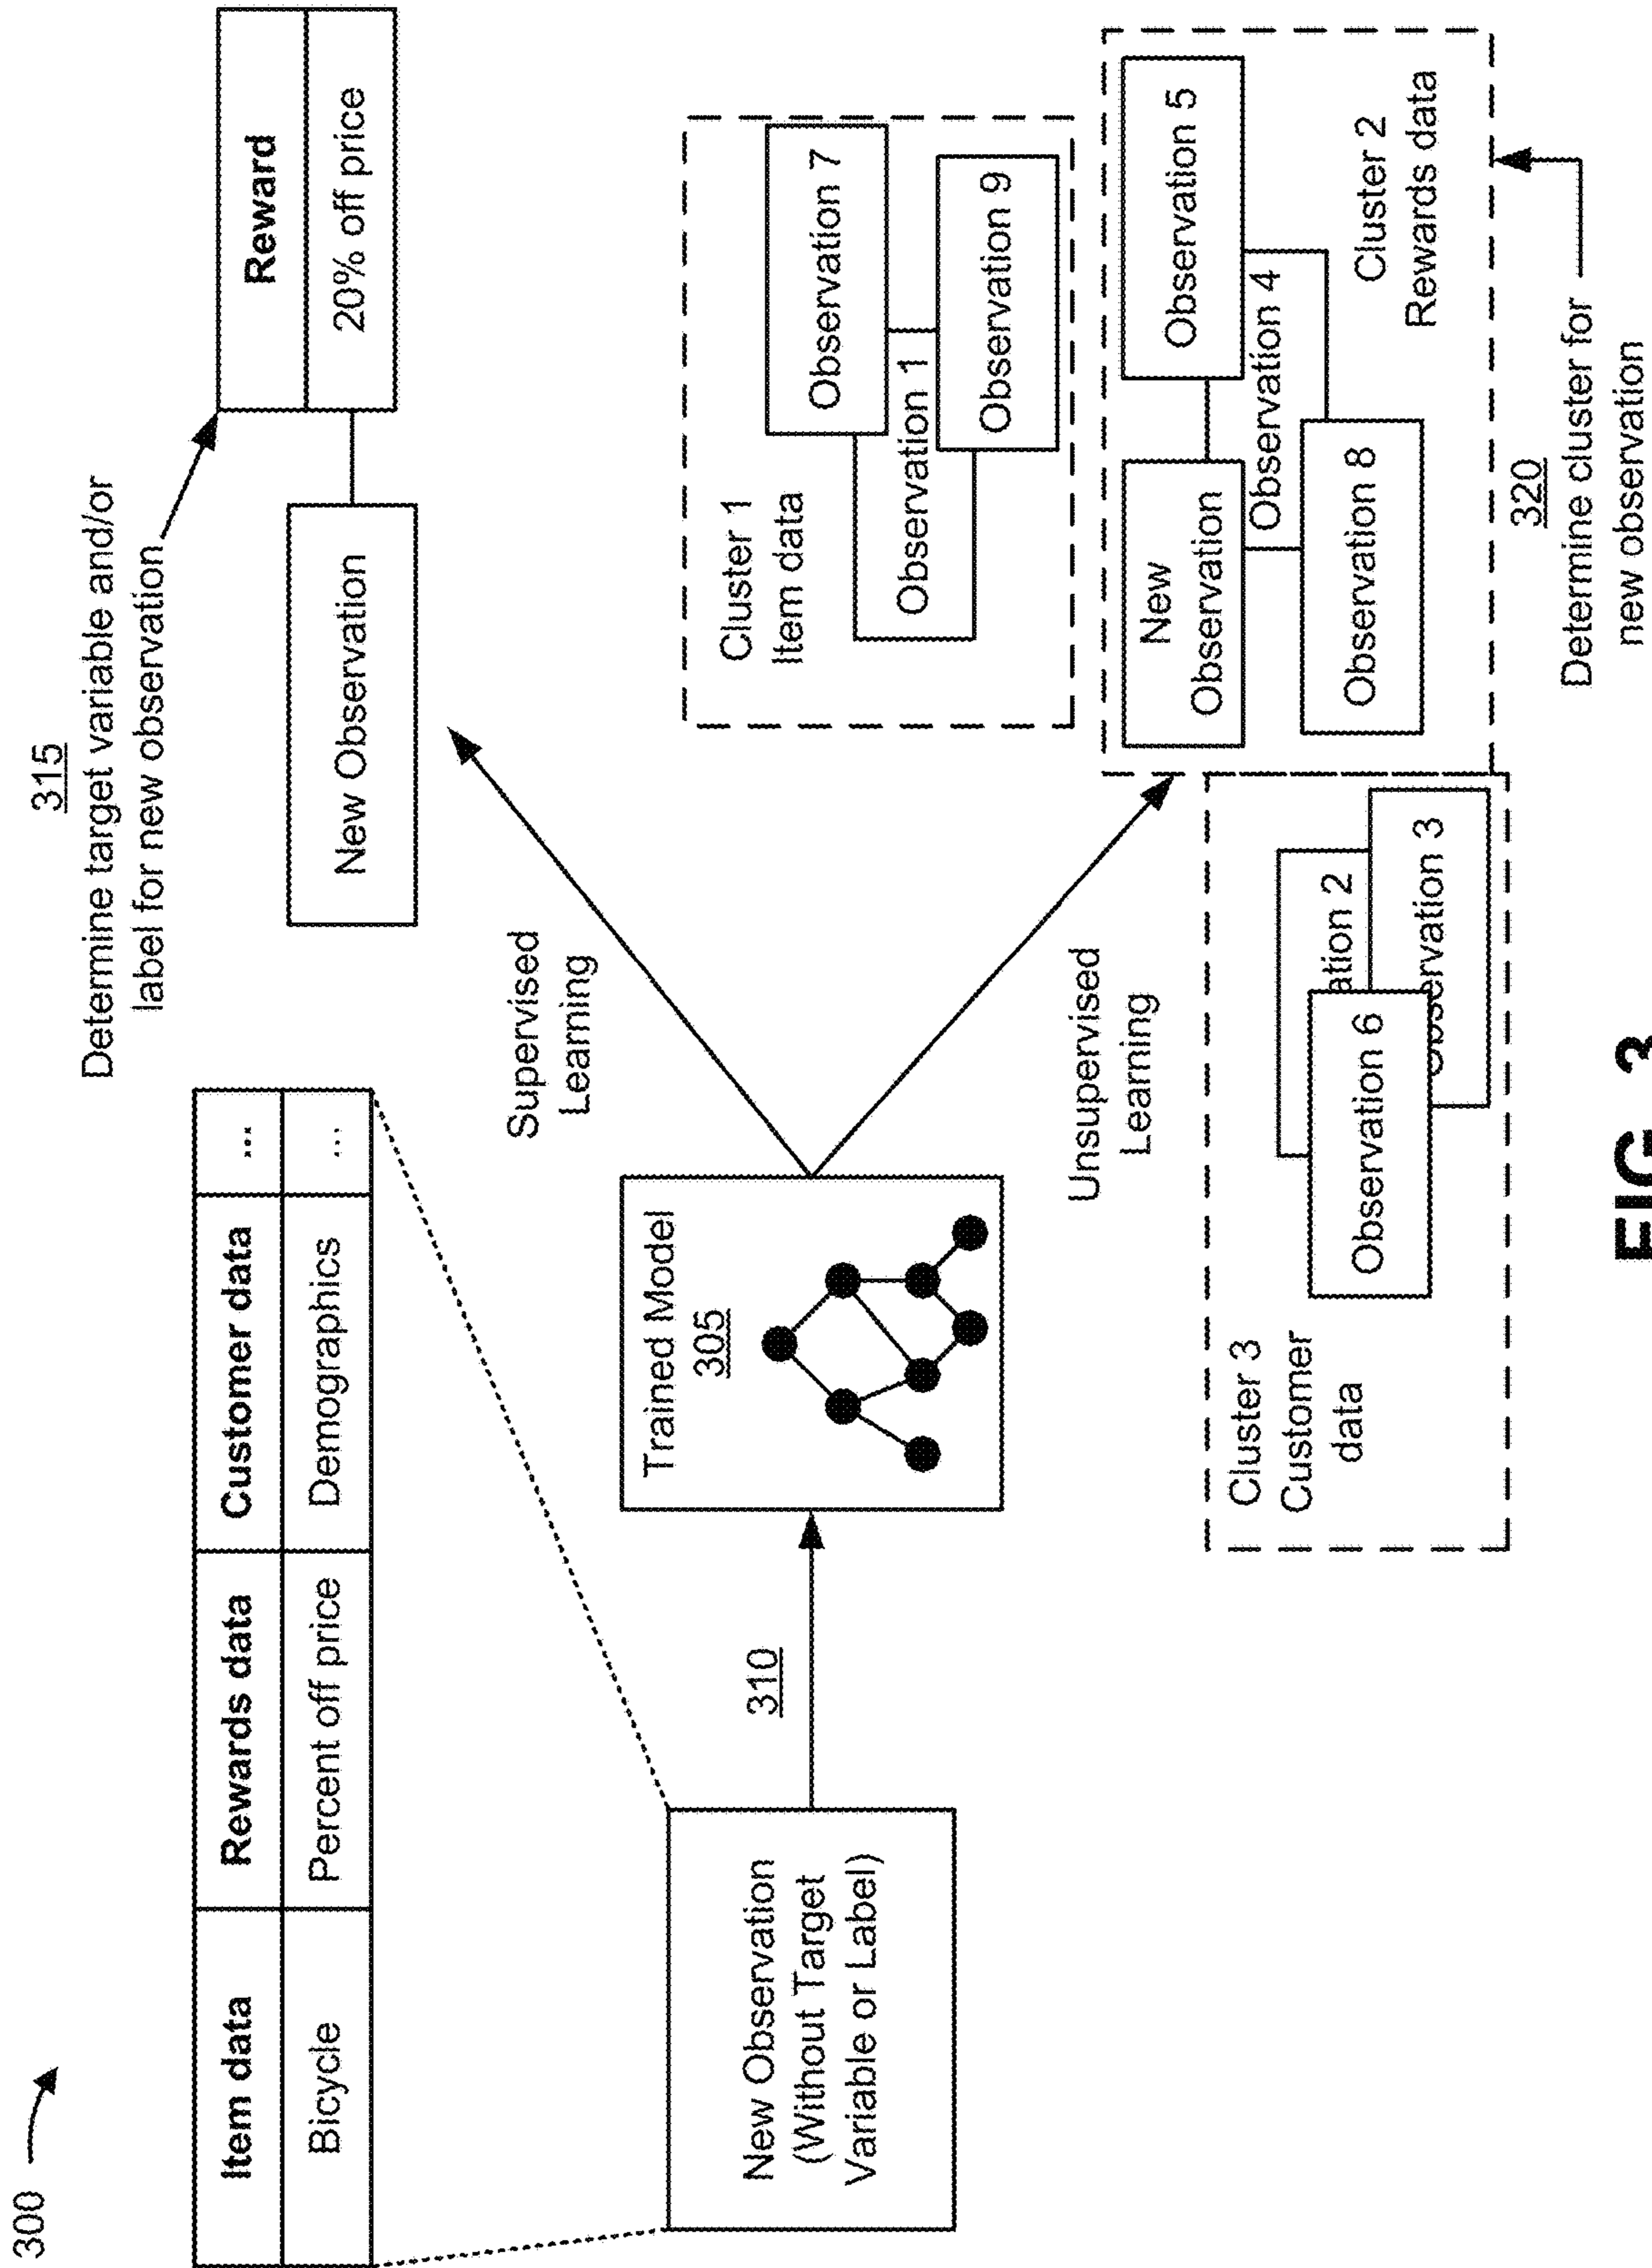 300
Item data
Rewards data
Customer data
...
Bicycle
Percent off price
Demographics
...
New Observation
(Without Target
Variable or Label)
310
Trained Model
305
Supervised
Learning
Unsupervised
Learning
315
Determine target variable and/or
label for new observation
New Observation
Reward
20% off price
Cluster 1
Item data
Observation 7
Observation 1
Observation 9
New
Observation
Observation 5
Observation 4
Observation 8
Cluster 2
Rewards data
Cluster 3
Customer
data
ation 2
Observation 6
servation 3
320
Determine cluster for
new observation
FIG. 3